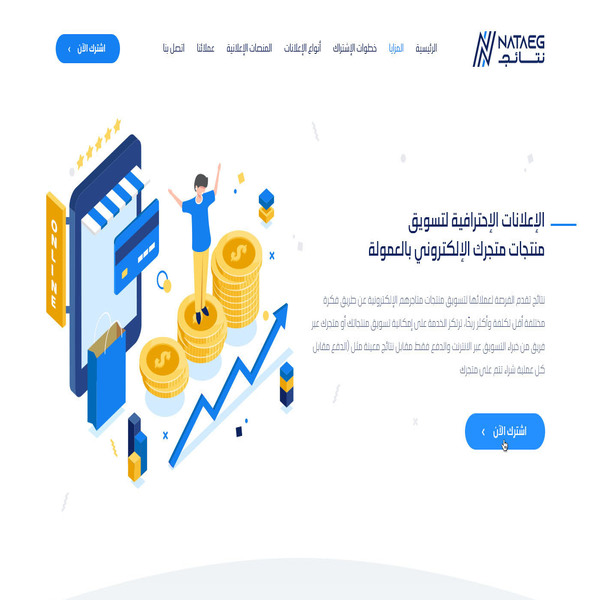 NATAEG
نتائج
الرئيسية
المزايا
خطوات الإشتراك
أنواع الإعلانات
المنصات الإعلانية
عملائنا
اتصل بنا
اشترك الآن
الإعلانات الإحترافية لتسويق
منتجات متجرك الإلكتروني بالعمولة
نتائج تقدم الفرصة لعملائها لتسويق منتجات متاجرهم الإلكترونية عن طريق فكرة
مختلفة أقل تكلفة وأكثر ربحًا، ترتكز الخدمة على إمكانية تسويق منتجاتك أو متجرك عبر
فريق من خبراء التسويق عبر الانترنت والدفع فقط مقابل نتائج معينة مثل (الدفع مقابل
كل عملية شراء تتم على متجرك
اشترك الآن
ONLINE